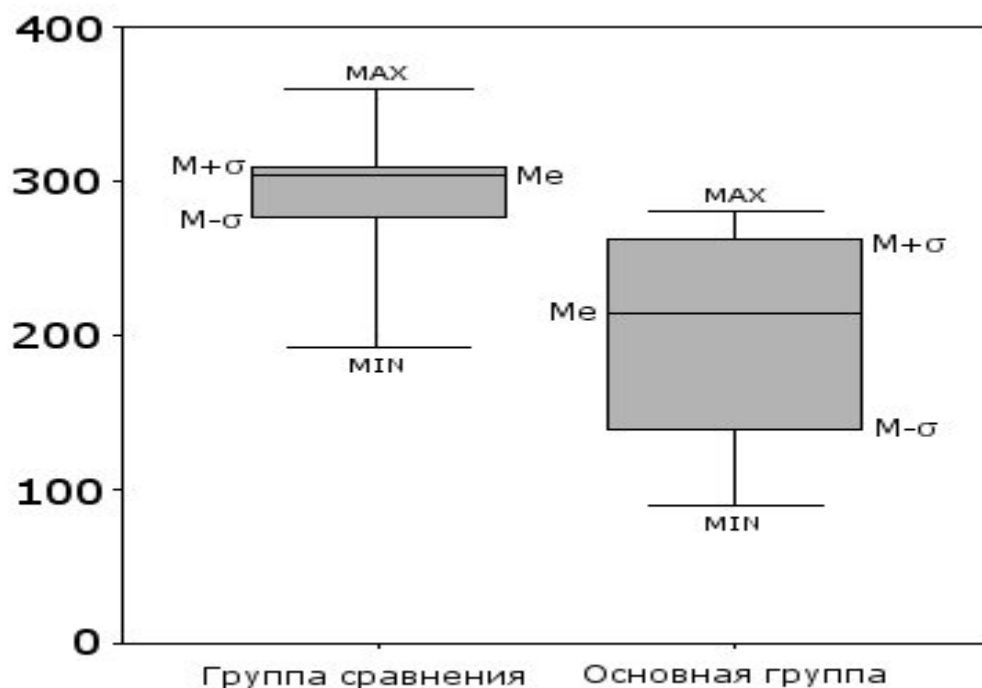 400
MAX
M+σ
300
Me
M-σ
MAX
M+σ
Me
200
MIN
M-σ
100
MIN
0
Группа сравнения
Основная группа